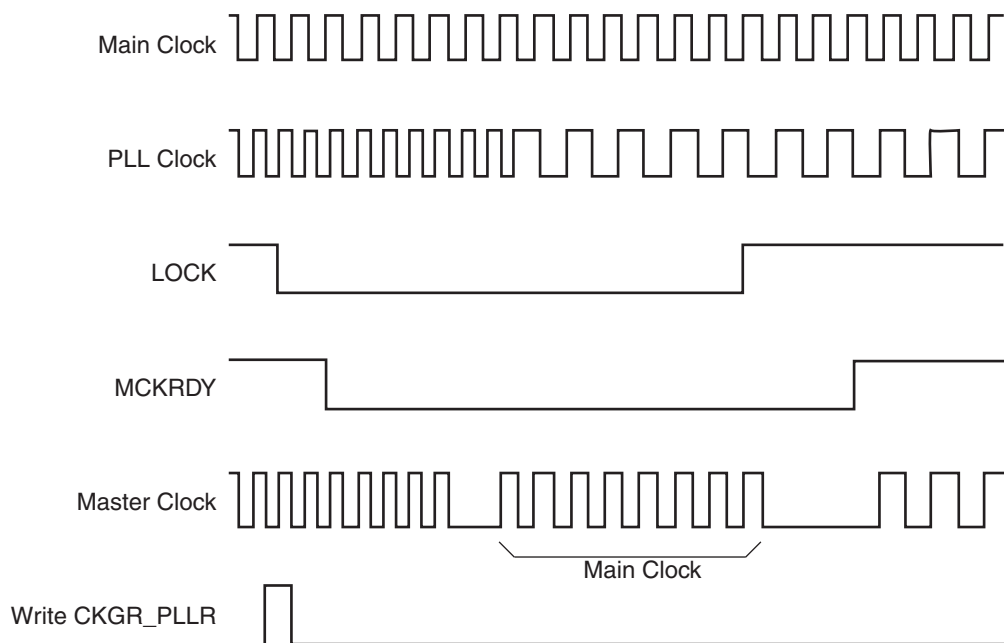 Main Clock
PLL Clock
LOCK
MCKRDY
Master Clock
Main Clock
Write CKGR_PLLR